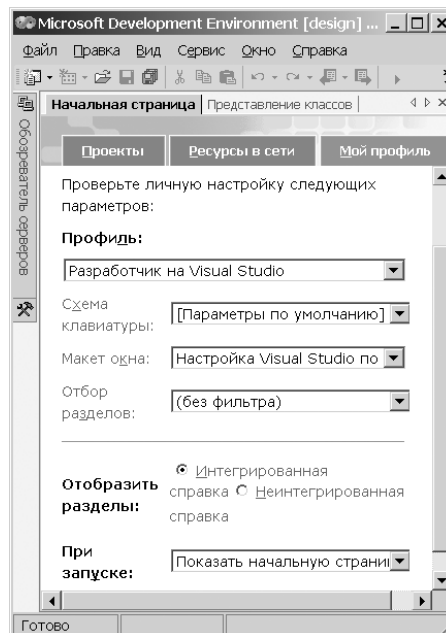 Microsoft Development Environment [design] ...
Файл Правка Вид Сервис Окно Справка
Начальная страница Представление классов
Обозреватель серверов
Проекты Ресурсы в сети Мой профиль
Проверьте личную настройку следующих
параметров:
Профиль:
Разработчик на Visual Studio
Схема
клавиатуры:
[Параметры по умолчанию]
Макет окна:
Настройка Visual Studio по
Отбор
разделов:
(без фильтра)
Отобразить
разделы:
Интегрированная
справка Неинтегрированная
справка
При
запуске:
Показать начальную страни
Готово